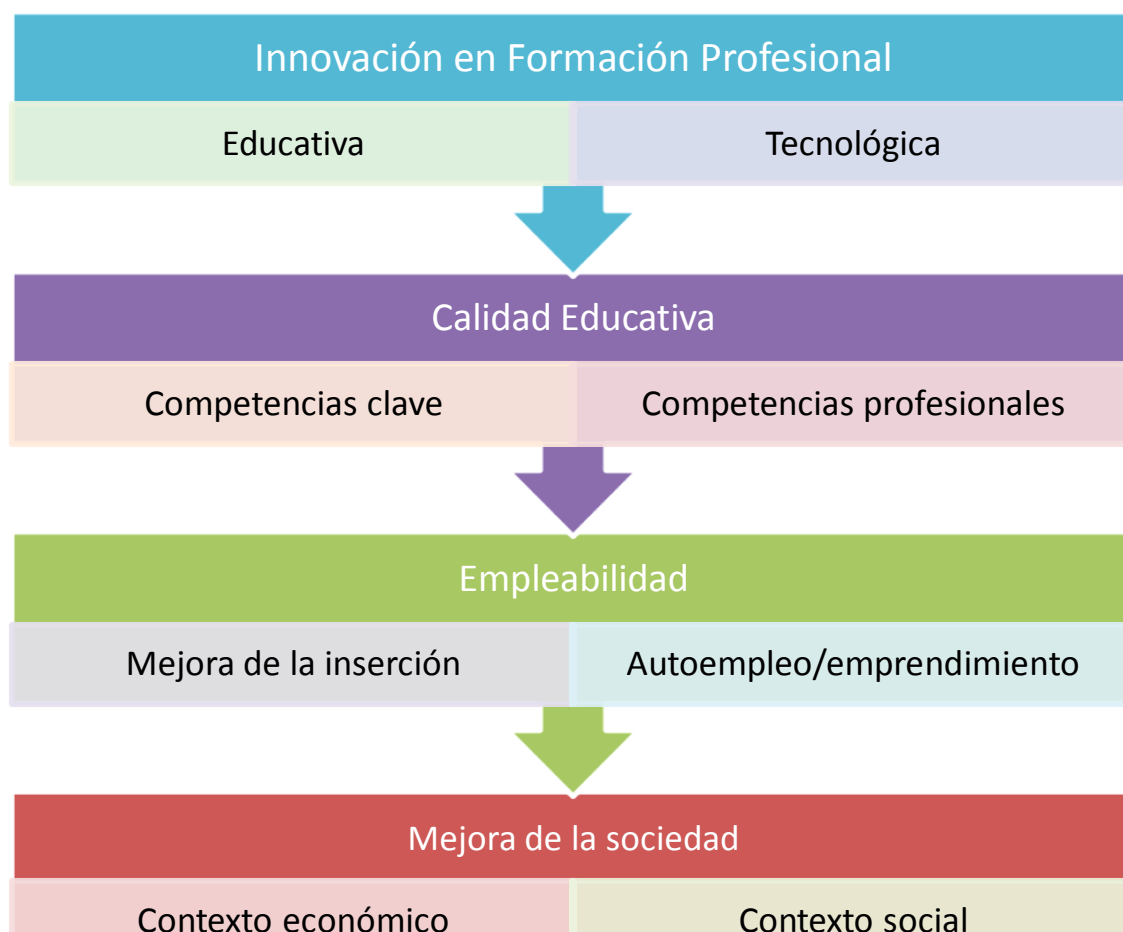 Innovación en Formación Profesional
Educativa
Tecnológica
Calidad Educativa
Competencias clave
Competencias profesionales
Empleabilidad
Mejora de la inserción
Autoempleo/emprendimiento
Mejora de la sociedad
Contexto económico
Contexto social